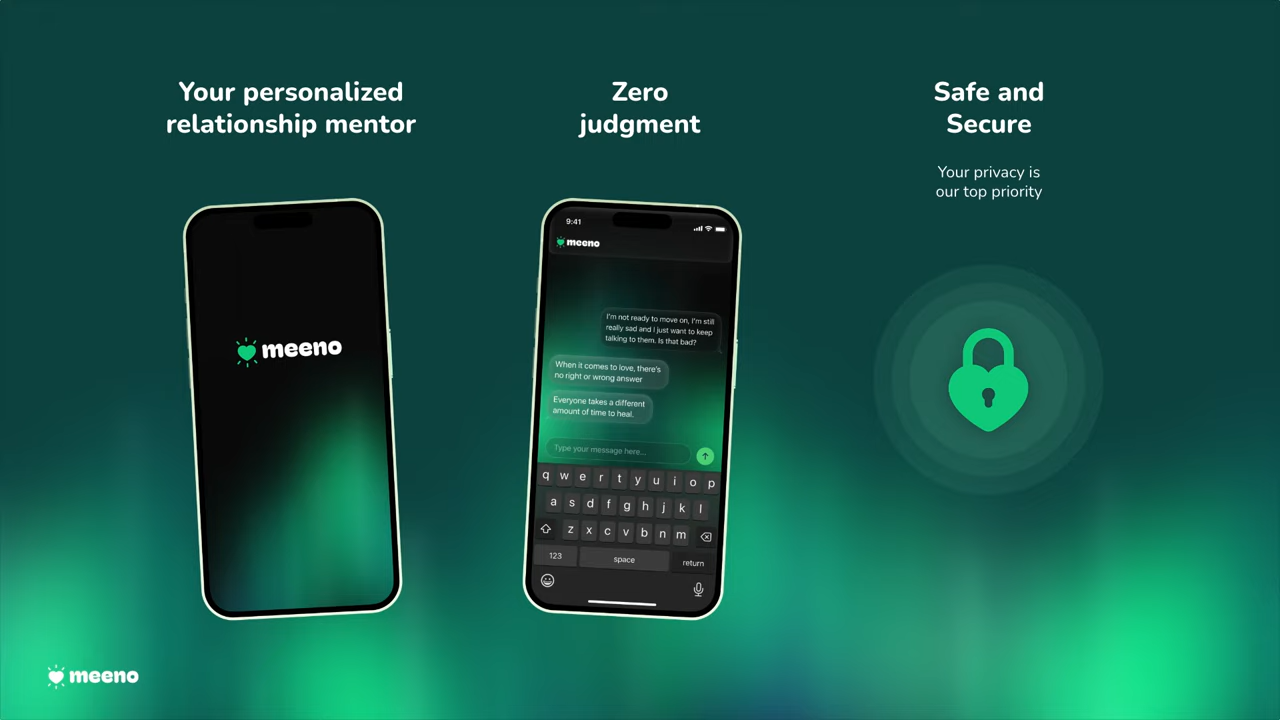 Your personalized
relationship mentor
meeno
Zero
judgment
9:41
meeno
I'm not ready to move on, I'm still
really sad and I just want to keep
talking to them. Is that bad?
When it comes to love, there's
no right or wrong answer
Everyone takes a different
amount of time to heal.
Type your message here...
q w e r t y u i o p
a s d f g h j k l
z x c v b n m
123 space return
Safe and
Secure
Your privacy is
our top priority
meeno